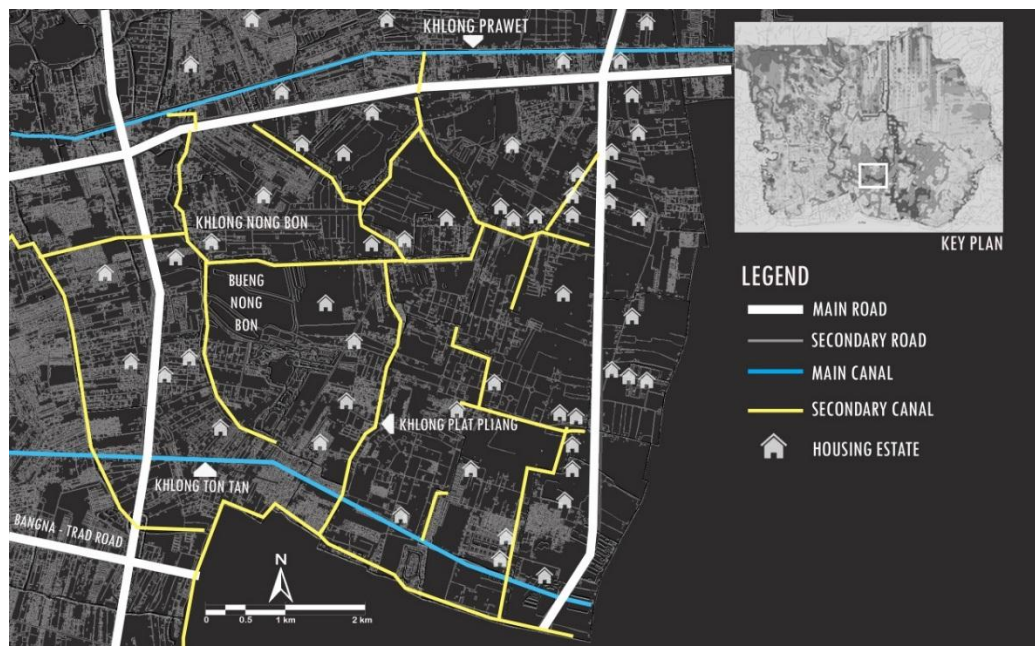 KHLONG PRAWET
KHLONG NONG BON
BUENG
NONG
BON
KHLONG PLAT PLIANG
KHLONG TON TAN
BANGNA - TRAD ROAD
N
0 0.5 1 km 2 km
KEY PLAN
LEGEND
MAIN ROAD
SECONDARY ROAD
MAIN CANAL
SECONDARY CANAL
HOUSING ESTATE